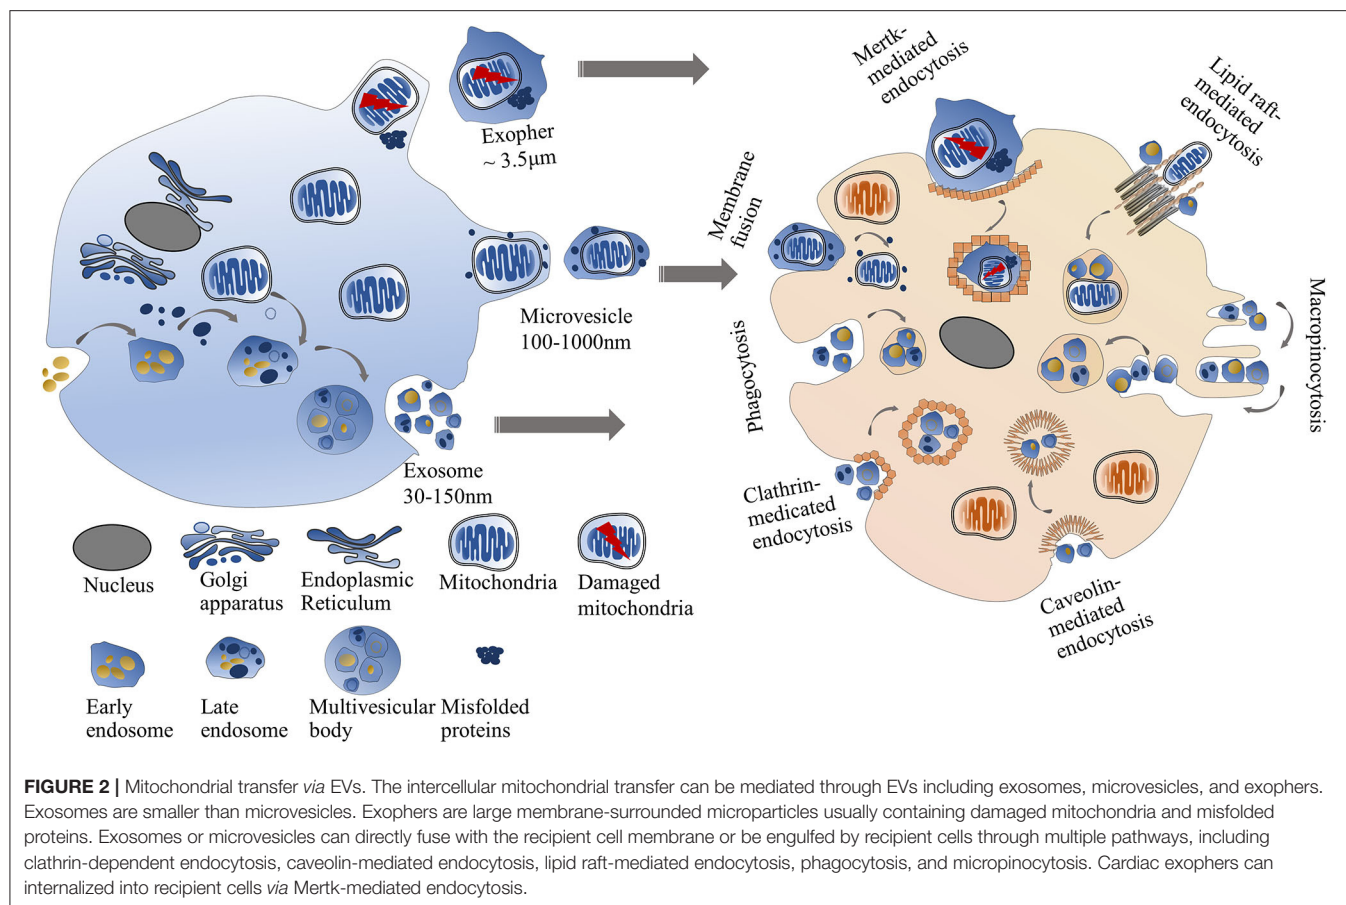 Exopher
~ 3.5μm
Mertk-
mediated
endocytosis
Lipid raft-
mediated
endocytosis
Membrane
fusion
Microvesicle
100-1000nm
Macropinocytosis
Phagocytosis
Exosome
30-150nm
Clathrin-
medicated
endocytosis
Caveolin-
mediated
endocytosis
Nucleus
Golgi
apparatus
Endoplasmic
Reticulum
Mitochondria
Damaged
mitochondria
Early
endosome
Late
endosome
Multivesicular
body
Misfolded
proteins
FIGURE 2 | Mitochondrial transfer via EVs. The intercellular mitochondrial transfer can be mediated through EVs including exosomes, microvesicles, and exophers.
Exosomes are smaller than microvesicles. Exophers are large membrane-surrounded microparticles usually containing damaged mitochondria and misfolded
proteins. Exosomes or microvesicles can directly fuse with the recipient cell membrane or be engulfed by recipient cells through multiple pathways, including
clathrin-dependent endocytosis, caveolin-mediated endocytosis, lipid raft-mediated endocytosis, phagocytosis, and micropinocytosis. Cardiac exophers can
internalized into recipient cells via Mertk-mediated endocytosis.